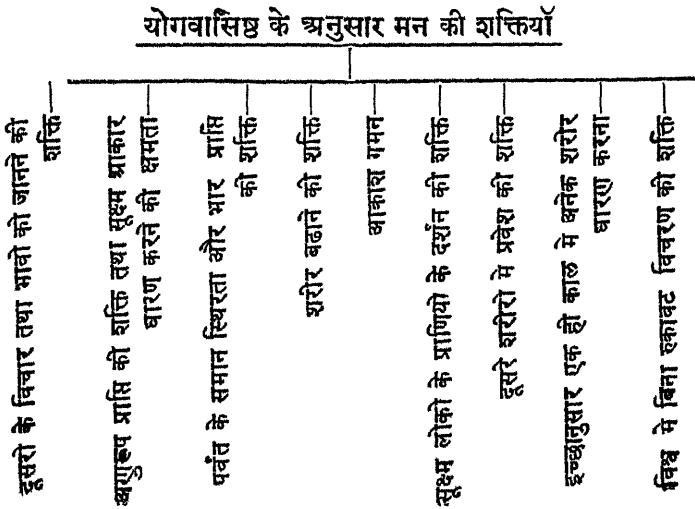 योगवासिष्ठ के अनुसार मन की शक्तियाँ
दूसरो के विचार तथा भावो को जानने की
शक्ति
अणुरूप प्राप्ति की शक्ति तथा सूक्ष्म आकार
धारण करने की क्षमता
पर्वत के समान स्थिरता और भार प्राप्ति
की शक्ति
शरीर बढाने की शक्ति
आकाश गमन
सूक्ष्म लोको के प्राणियो के दर्शन की शक्ति
दूसरे शरीरो मे प्रवेश की शक्ति
इच्छानुसार एक ही काल मे अनेक शरीर
धारण करना
विश्व मे बिना रुकावट विचरण की शक्ति